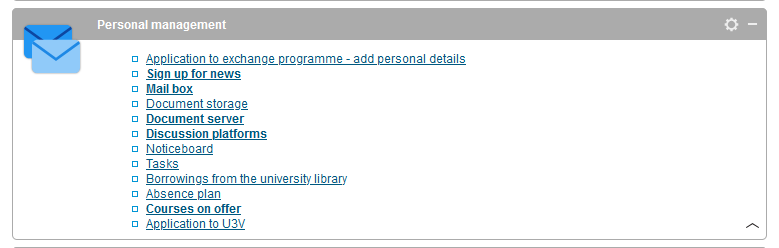 Personal management
Application to exchange programme - add personal details
Sign up for news
Mail box
Document storage
Document server
Discussion platforms
Noticeboard
Tasks
Borrowings from the university library
Absence plan
Courses on offer
Application to U3V